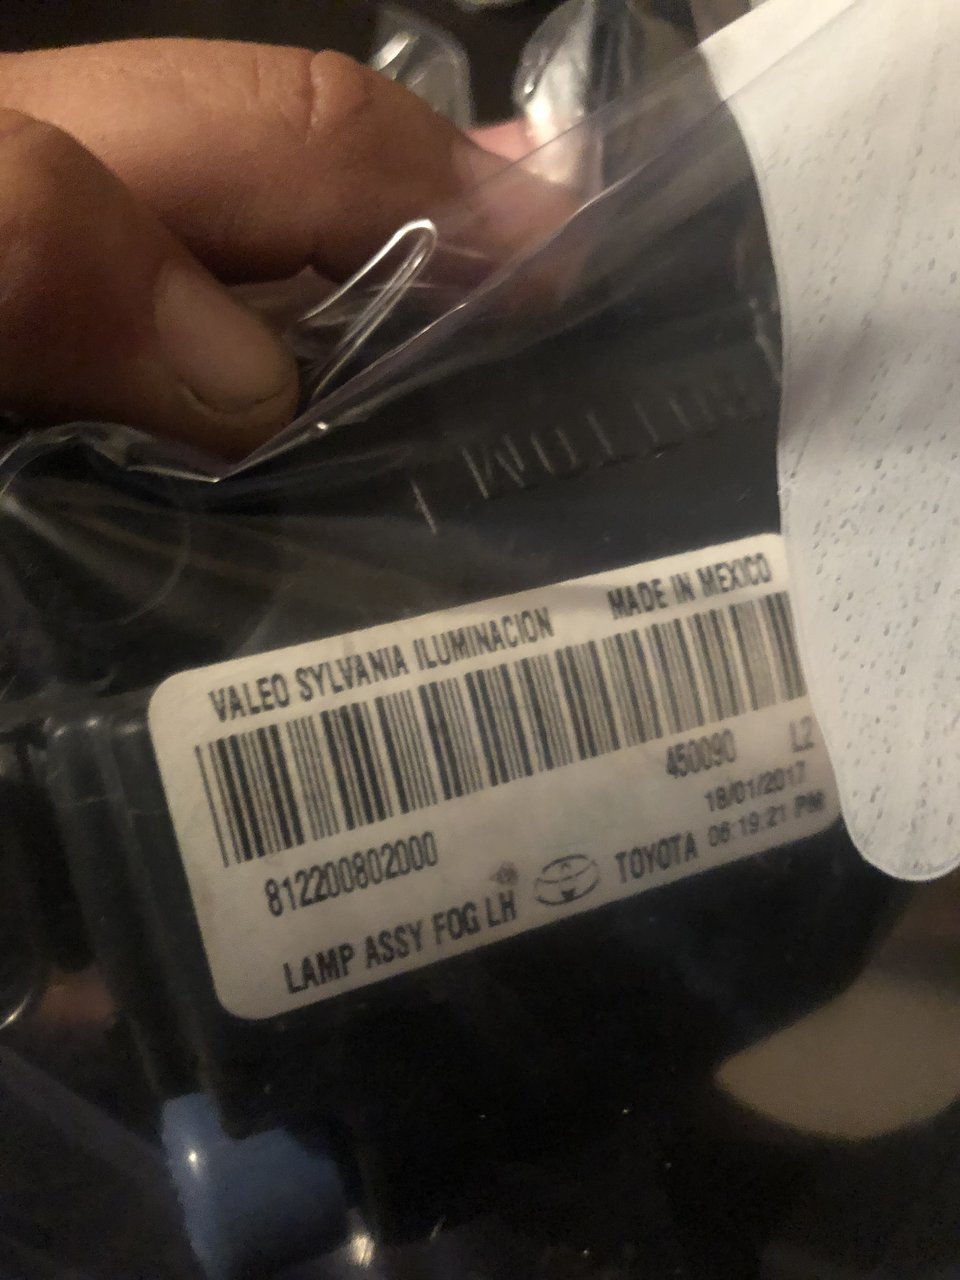 VALEO SYLVANIA ILUMINACION MADE IN MEXICO
450090 L2
812200802000
18/01/2017
LAMP ASSY FOG LH TOYOTA 06:19:21 PM